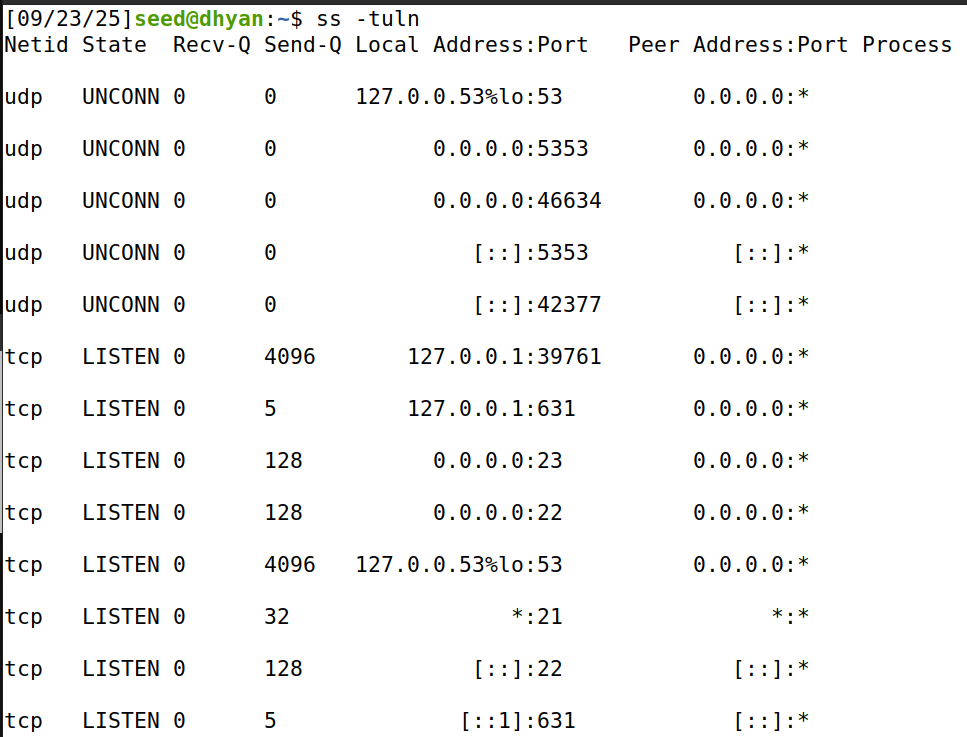 [09/23/25]seed@dhyan:~$ ss -tuln
Netid State  Recv-Q Send-Q Local Address:Port   Peer Address:Port Process
udp   UNCONN 0      0      127.0.0.53%lo:53          0.0.0.0:*
udp   UNCONN 0      0            0.0.0.0:5353        0.0.0.0:*
udp   UNCONN 0      0            0.0.0.0:46634       0.0.0.0:*
udp   UNCONN 0      0               [::]:5353           [::]:*
udp   UNCONN 0      0               [::]:42377          [::]:*
tcp   LISTEN 0      4096       127.0.0.1:39761       0.0.0.0:*
tcp   LISTEN 0      5          127.0.0.1:631         0.0.0.0:*
tcp   LISTEN 0      128          0.0.0.0:23          0.0.0.0:*
tcp   LISTEN 0      128          0.0.0.0:22          0.0.0.0:*
tcp   LISTEN 0      4096   127.0.0.53%lo:53          0.0.0.0:*
tcp   LISTEN 0      32                 *:21                *:*
tcp   LISTEN 0      128             [::]:22             [::]:*
tcp   LISTEN 0      5              [::1]:631            [::]:*